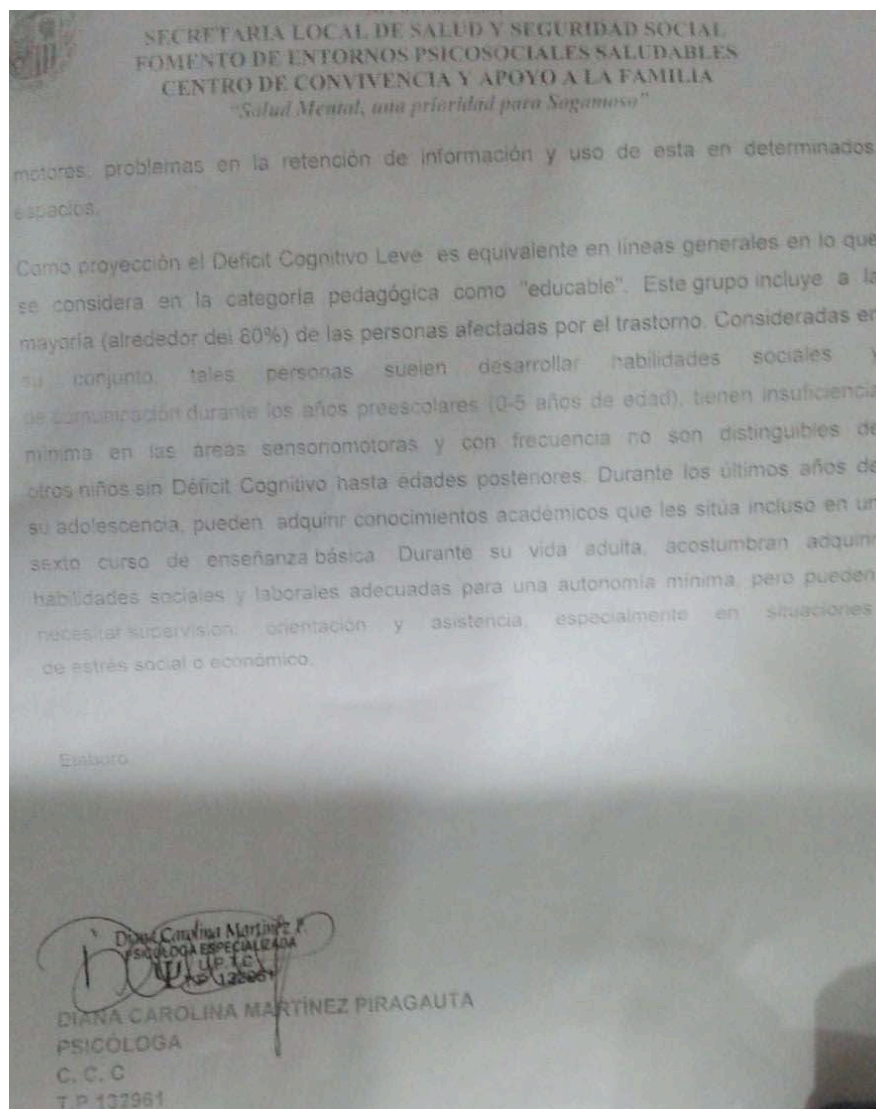 SECRETARIA LOCAL DE SALUD Y SEGURIDAD SOCIAL
FOMENTO DE ENTORNOS PSICOSOCIALES SALUDABLES
CENTRO DE CONVIVENCIA Y APOYO A LA FAMILIA
"Salud Mental, una prioridad para Sogamoso"
motores, problemas en la retención de información y uso de esta en determinados
espacios.
Como proyección el Deficit Cognitivo Leve es equivalente en líneas generales en lo que
se considera en la categoría pedagógica como "educable". Este grupo incluye a la
mayoría (alrededor del 80%) de las personas afectadas por el trastorno. Consideradas en
su conjunto, tales personas suelen desarrollar habilidades sociales y
de comunicación durante los años preescolares (0-5 años de edad), tienen insuficiencia
mínima en las áreas sensoriomotoras y con frecuencia no son distinguibles de
otros niños sin Déficit Cognitivo hasta edades posteriores. Durante los últimos años de
su adolescencia, pueden adquirir conocimientos académicos que les sitúa incluso en un
sexto curso de enseñanza básica. Durante su vida adulta, acostumbran adquirir
habilidades sociales y laborales adecuadas para una autonomía mínima, pero pueden
necesitar supervisión, orientación y asistencia, especialmente en situaciones
de estrés social o económico.
Elaboro
Diana Carolina Martínez P.
PSICÓLOGA ESPECIALIZADA
U.P.T.C
DIANA CAROLINA MARTÍNEZ PIRAGAUTA
PSICÓLOGA
C. C. C
T.P 137961